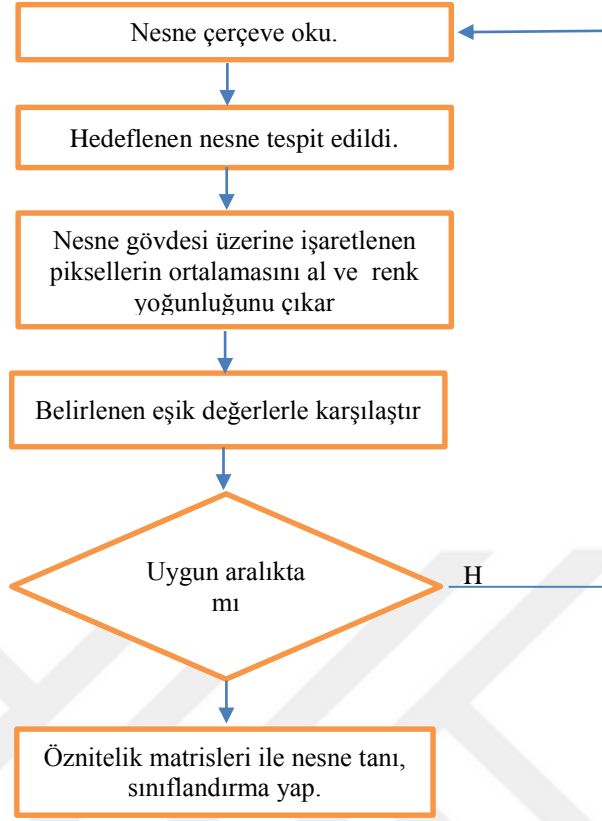 Nesne çerçeve oku.
Hedeflenen nesne tespit edildi.
Nesne gövdesi üzerine işaretlenen
piksellerin ortalamasını al ve renk
yoğunluğunu çıkar
Belirlenen eşik değerlerle karşılaştır
Uygun aralıkta
mı
H
Öznitelik matrisleri ile nesne tanı,
sınıflandırma yap.